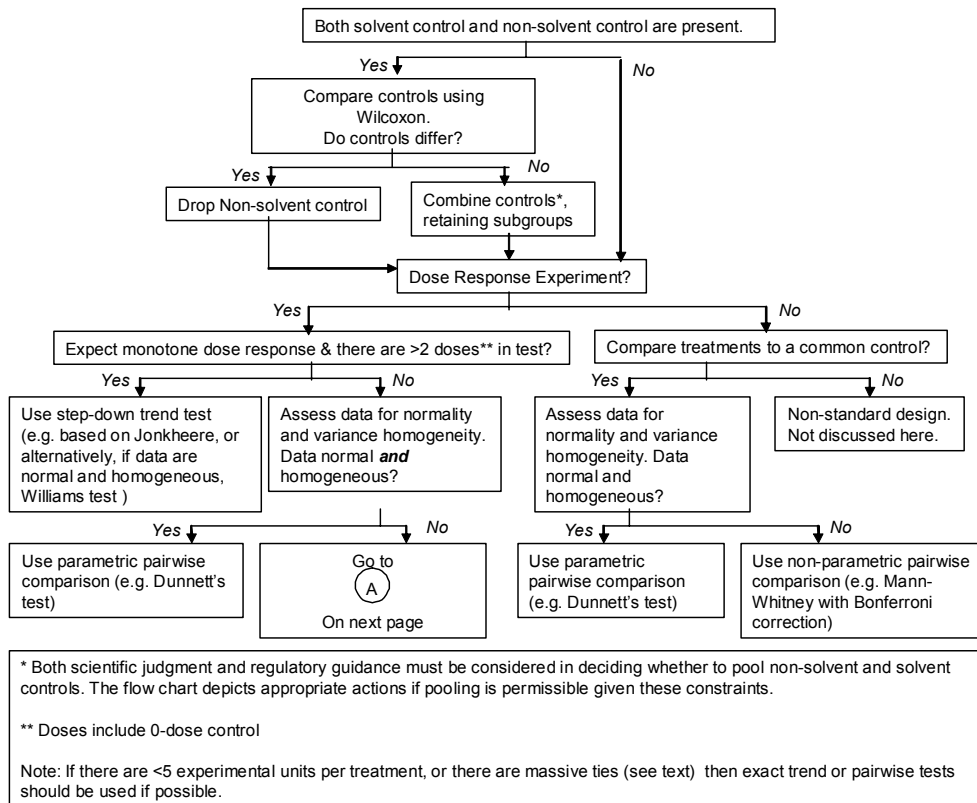 Both solvent control and non-solvent control are present.
Yes
No
Compare controls using
Wilcoxon.
Do controls differ?
Yes
No
Drop Non-solvent control
Combine controls*,
retaining subgroups
Dose Response Experiment?
Yes
No
Expect monotone dose response & there are >2 doses** in test?
Compare treatments to a common control?
Yes
No
Yes
No
Use step-down trend test
(e.g. based on Jonkheere, or
alternatively, if data are
normal and homogeneous,
Williams test )
Assess data for normality
and variance homogeneity.
Data normal and
homogeneous?
Assess data for
normality and variance
homogeneity. Data
normal and
homogeneous?
Non-standard design.
Not discussed here.
Yes
No
Yes
No
Use parametric pairwise
comparison (e.g. Dunnett's
test)
Go to
A
On next page
Use parametric
pairwise comparison
(e.g. Dunnett's test)
Use non-parametric pairwise
comparison (e.g. Mann-
Whitney with Bonferroni
correction)
* Both scientific judgment and regulatory guidance must be considered in deciding whether to pool non-solvent and solvent
controls. The flow chart depicts appropriate actions if pooling is permissible given these constraints.
** Doses include 0-dose control
Note: If there are <5 experimental units per treatment, or there are massive ties (see text) then exact trend or pairwise tests
should be used if possible.